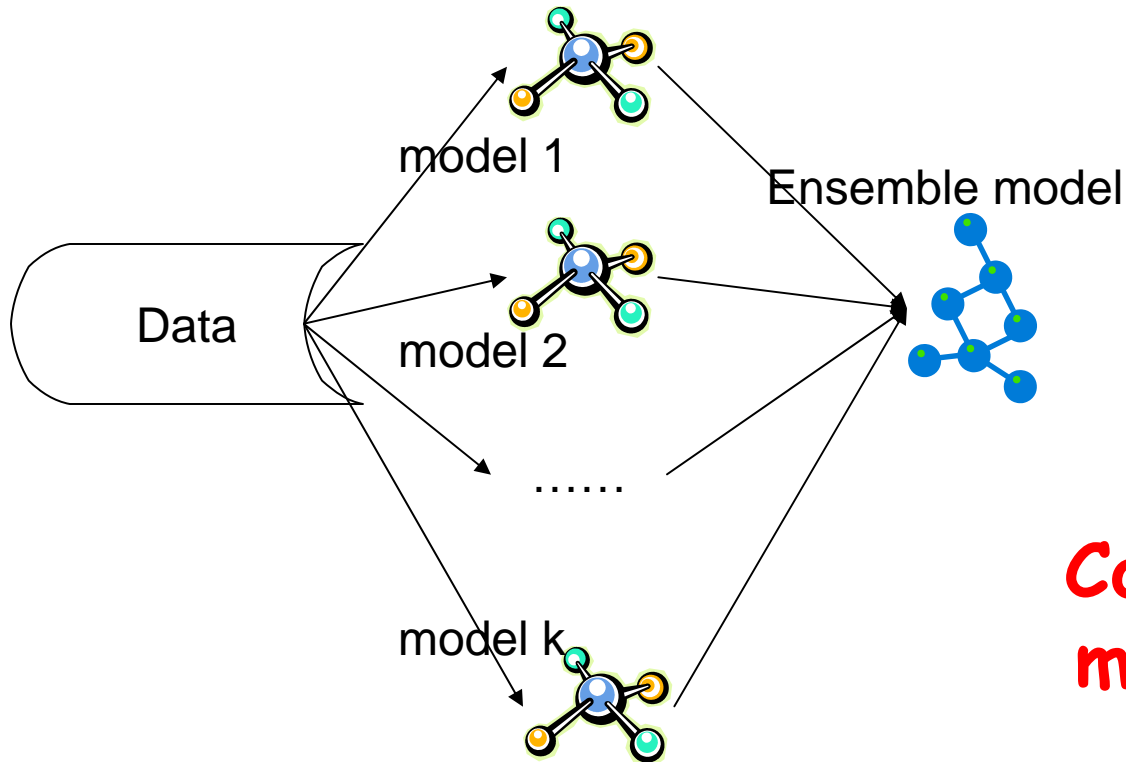 model 1
Ensemble model
Data
model 2
......
model k